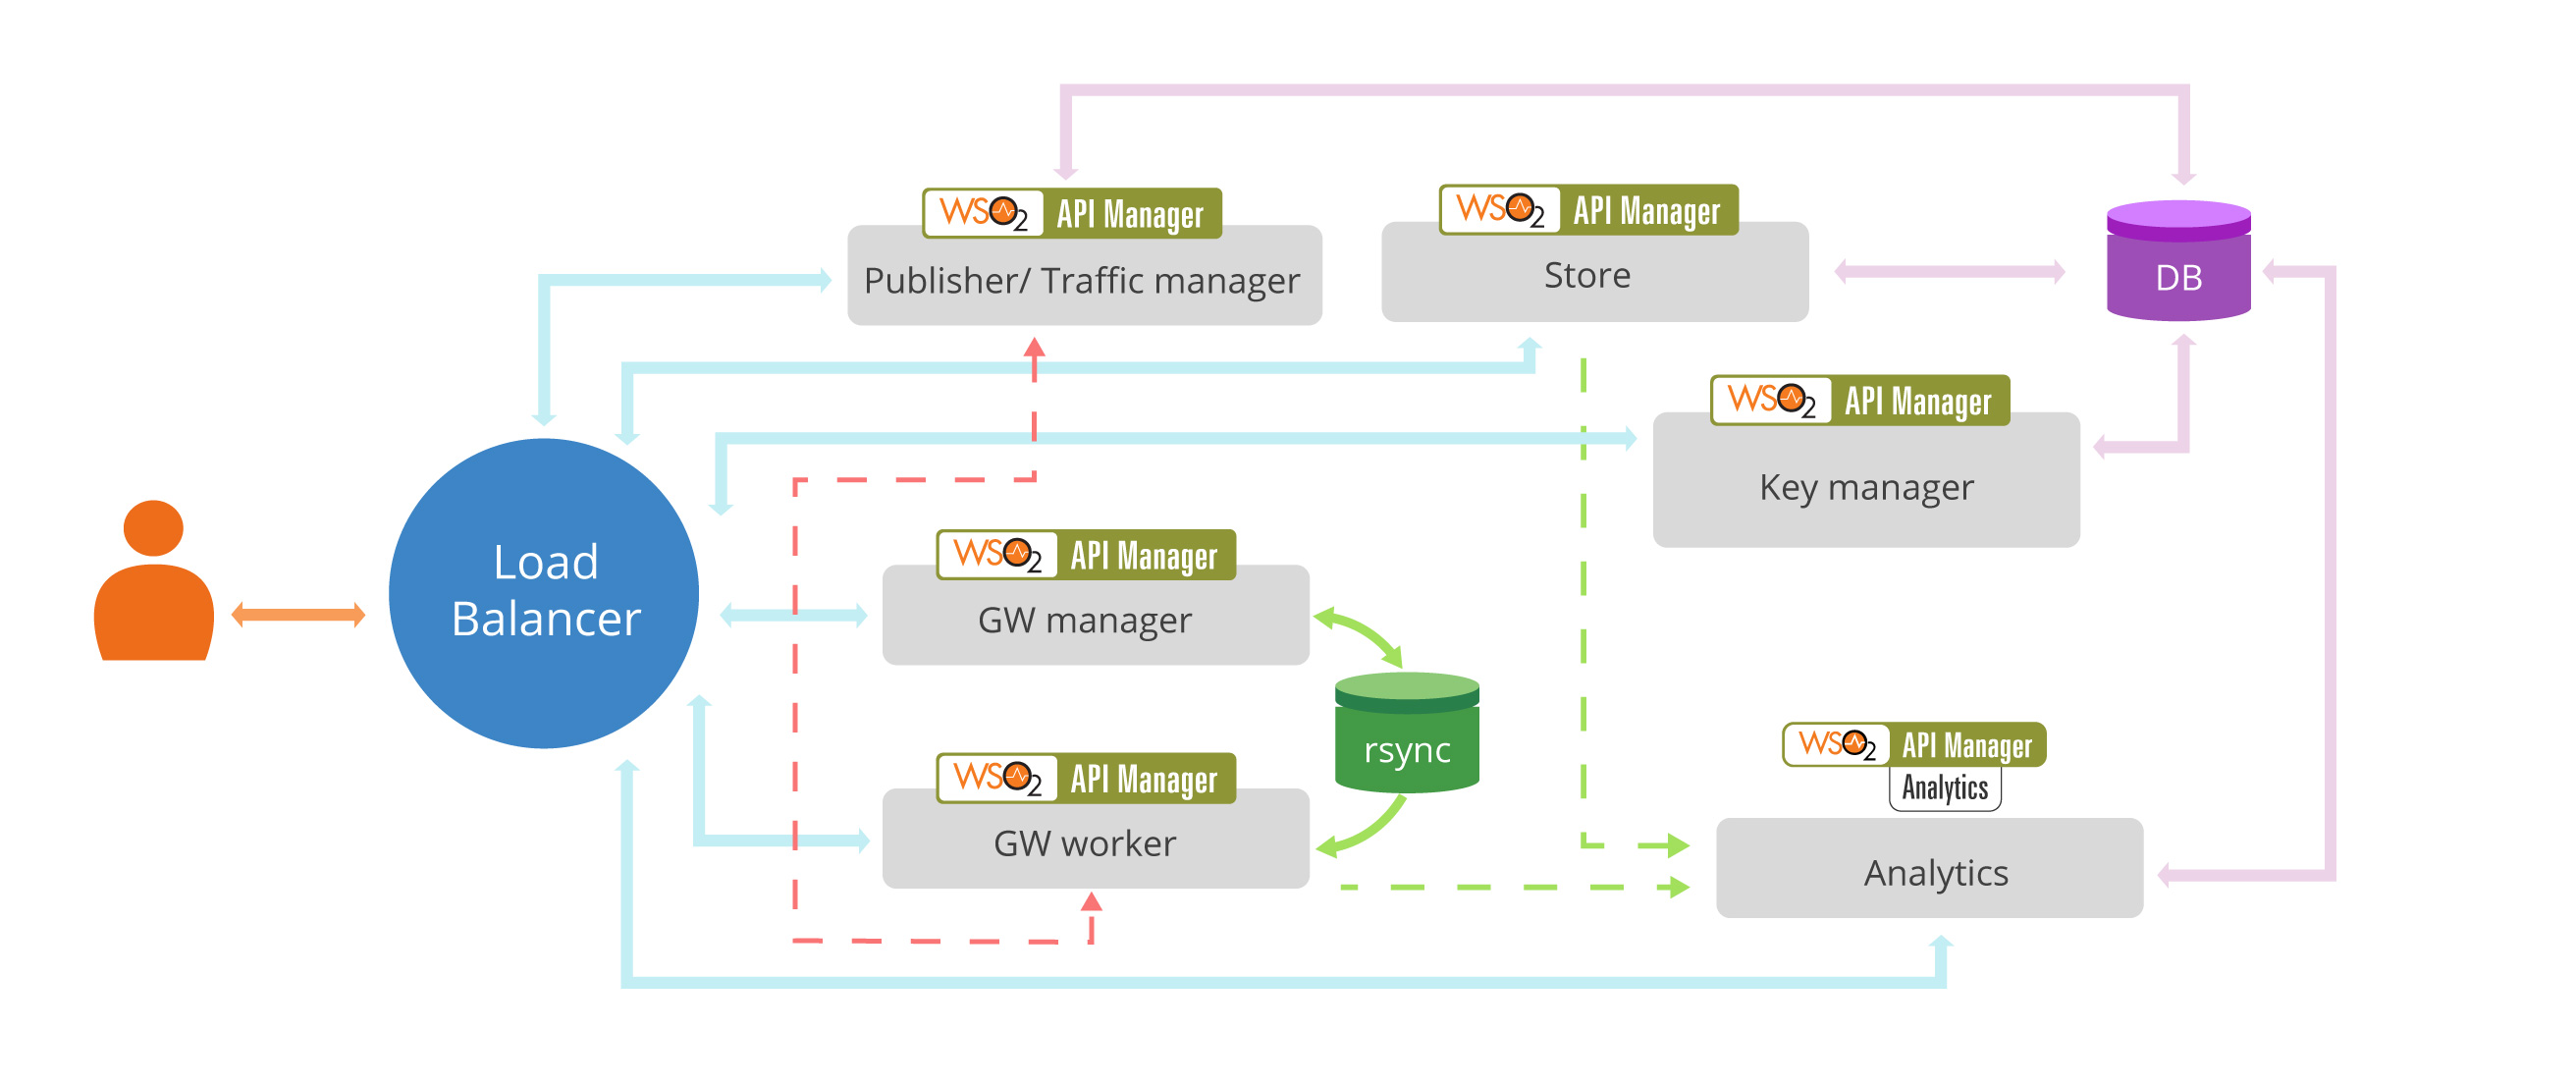 WSO2 API Manager
Publisher/ Traffic manager
WSO2 API Manager
Store
DB
WSO2 API Manager
Key manager
Load
Balancer
WSO2 API Manager
GW manager
rsync
WSO2 API Manager
GW worker
WSO2 API Manager
Analytics
Analytics